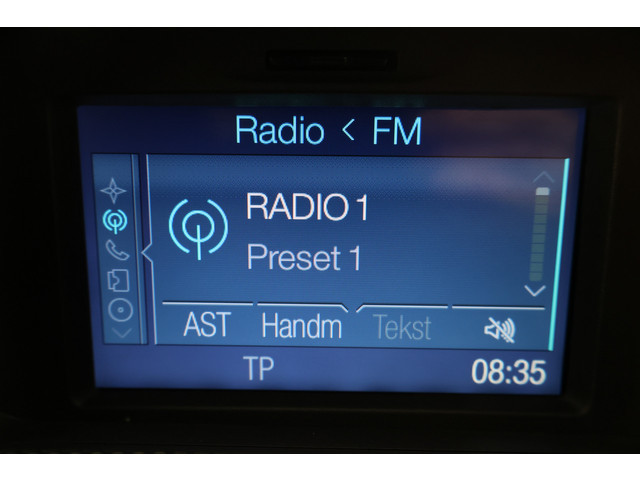 Radio < FM
RADIO 1
Preset 1
AST Handm Tekst
TP 08:35